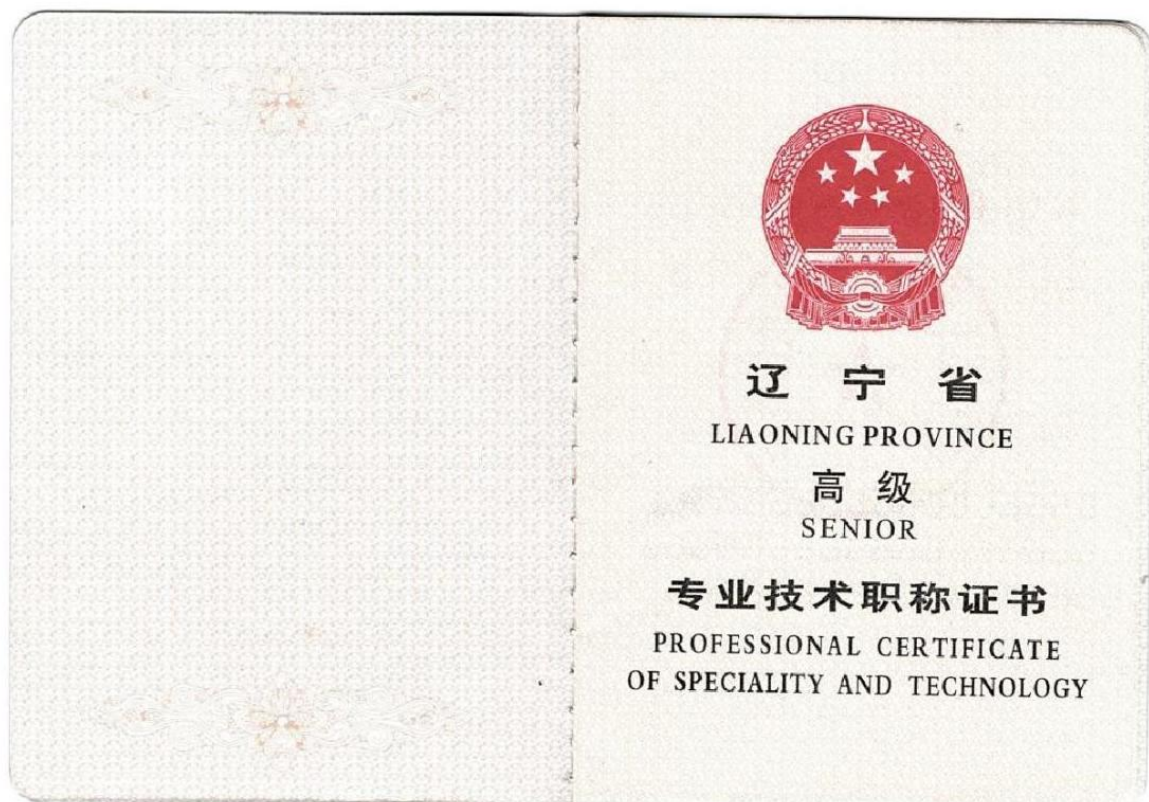 辽宁省
LIAONING PROVINCE
高级
SENIOR
专业技术职称证书
PROFESSIONAL CERTIFICATE
OF SPECIALITY AND TECHNOLOGY